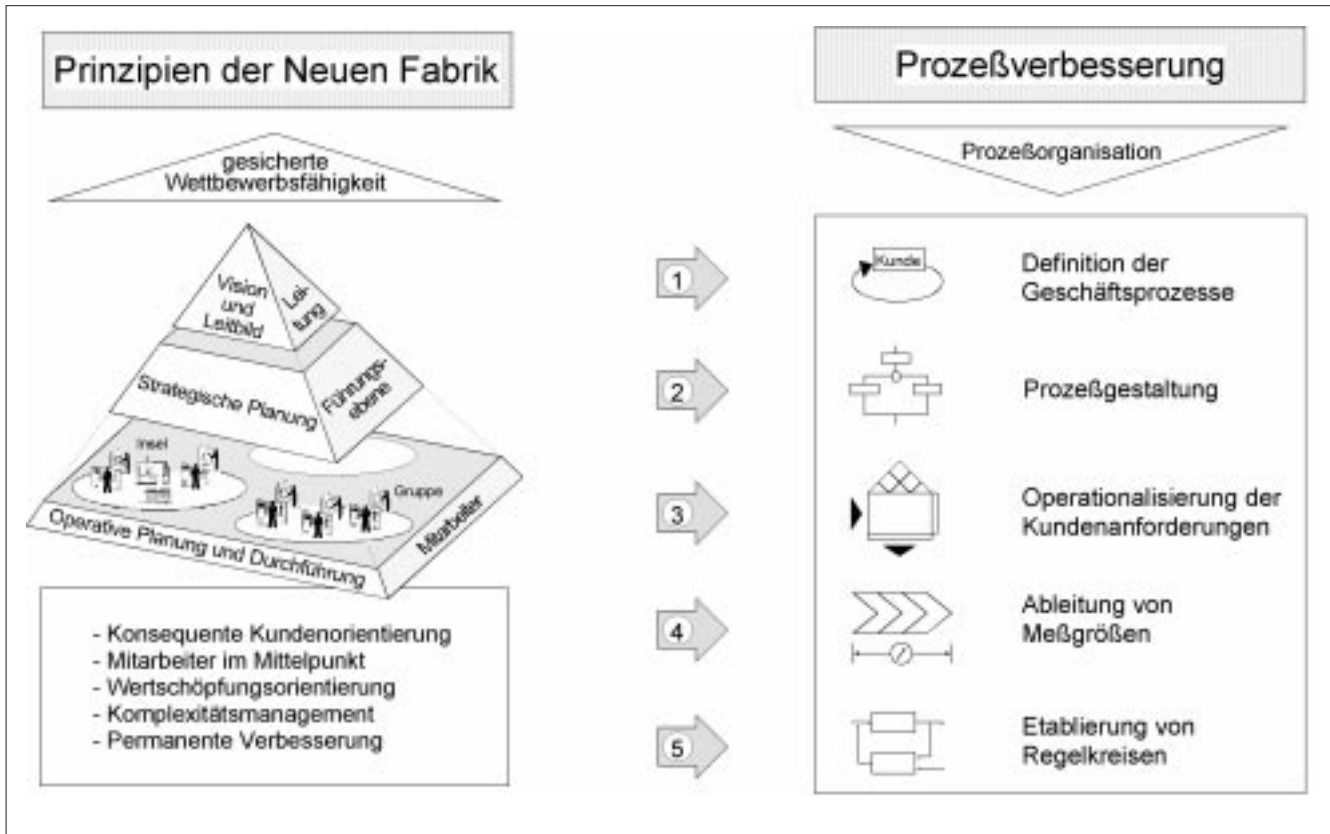 Prinzipien der Neuen Fabrik
gesicherte
Wettbewerbsfähigkeit
Vision
und
Leitbild
Lei-
tung
Strategische Planung
Führungs-
ebene
Insel
Gruppe
Operative Planung und Durchführung
Mitarbeiter
- Konsequente Kundenorientierung
- Mitarbeiter im Mittelpunkt
- Wertschöpfungsorientierung
- Komplexitätsmanagement
- Permanente Verbesserung
Prozeßverbesserung
Prozeßorganisation
1
Kunde
Definition der
Geschäftsprozesse
2
Prozeßgestaltung
3
Operationalisierung der
Kundenanforderungen
4
Ableitung von
Meßgrößen
5
Etablierung von
Regelkreisen